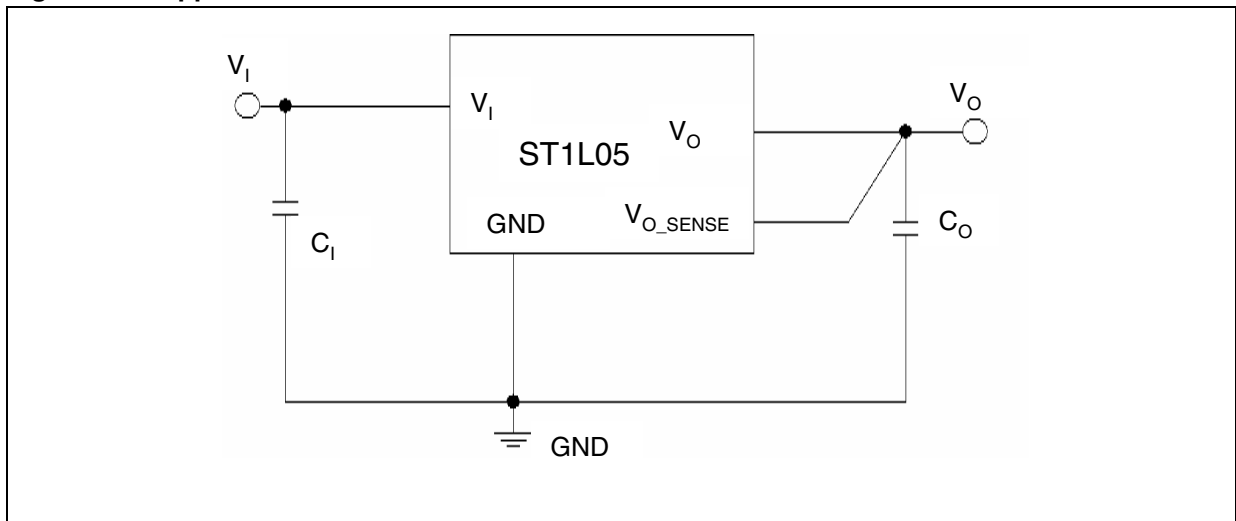 V_I
V_I
V_O
V_O
ST1L05
GND
V_O_SENSE
C_I
C_O
GND